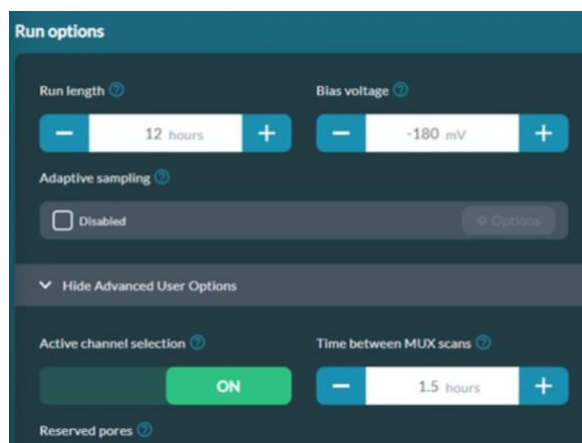 Run options
Run length ?
Bias voltage ?
− 12 hours +
− -180 mV +
Adaptive sampling ?
Disabled
Options
Hide Advanced User Options
Active channel selection ?
Time between MUX scans ?
ON
− 1.5 hours +
Reserved pores ?